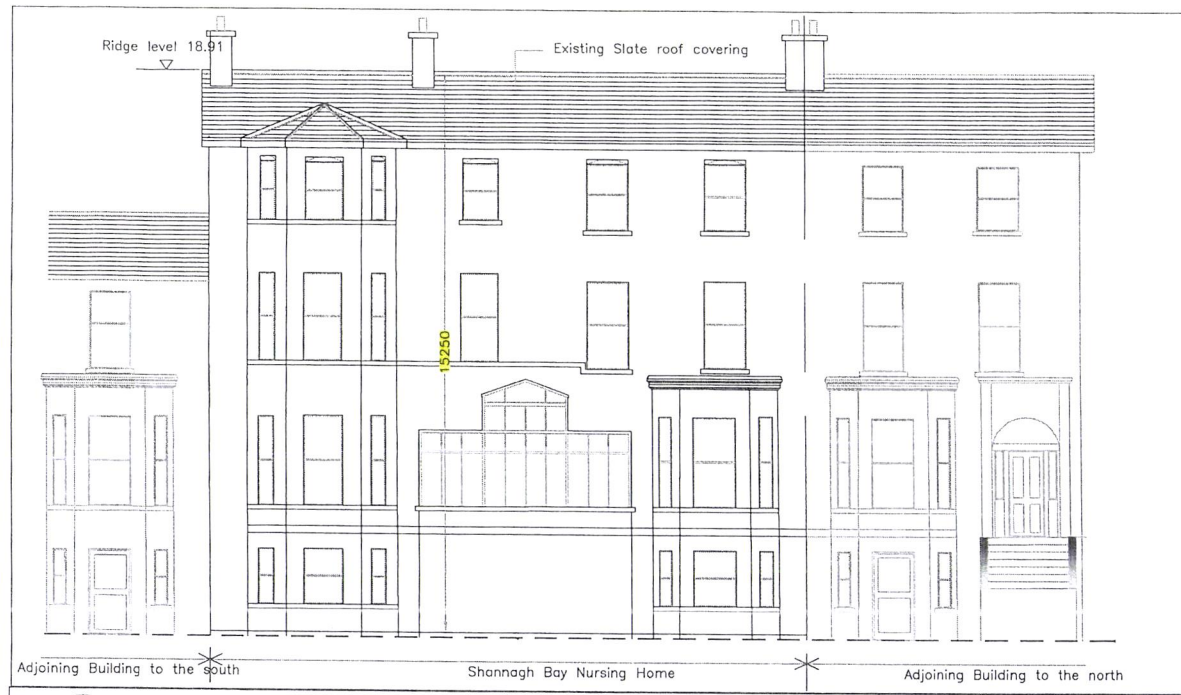 Ridge level 18.91
Existing Slate roof covering
15250
Adjoining Building to the south
Shannagh Bay Nursing Home
Adjoining Building to the north